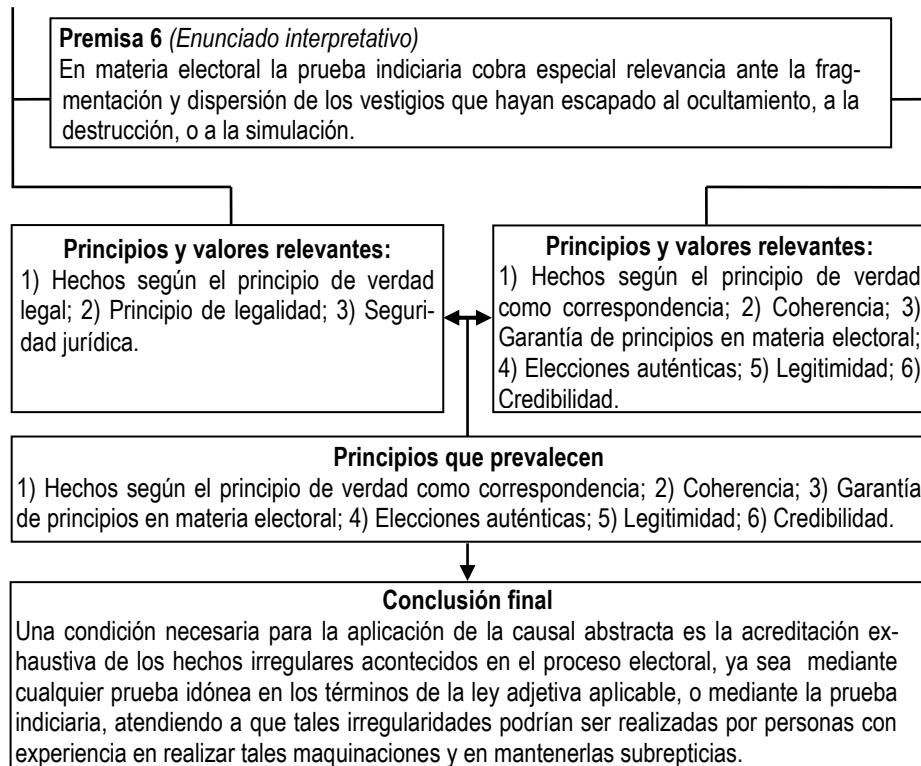 Premisa 6 (Enunciado interpretativo)
En materia electoral la prueba indiciaria cobra especial relevancia ante la frag-
mentación y dispersión de los vestigios que hayan escapado al ocultamiento, a la
destrucción, o a la simulación.
Principios y valores relevantes:
1) Hechos según el principio de verdad
legal; 2) Principio de legalidad; 3) Seguri-
dad jurídica.
Principios y valores relevantes:
1) Hechos según el principio de verdad
como correspondencia; 2) Coherencia; 3)
Garantía de principios en materia electoral;
4) Elecciones auténticas; 5) Legitimidad; 6)
Credibilidad.
Principios que prevalecen
1) Hechos según el principio de verdad como correspondencia; 2) Coherencia; 3) Garantía
de principios en materia electoral; 4) Elecciones auténticas; 5) Legitimidad; 6) Credibilidad.
Conclusión final
Una condición necesaria para la aplicación de la causal abstracta es la acreditación ex-
haustiva de los hechos irregulares acontecidos en el proceso electoral, ya sea mediante
cualquier prueba idónea en los términos de la ley adjetiva aplicable, o mediante la prueba
indiciaria, atendiendo a que tales irregularidades podrían ser realizadas por personas con
experiencia en realizar tales maquinaciones y en mantenerlas subrepticias.